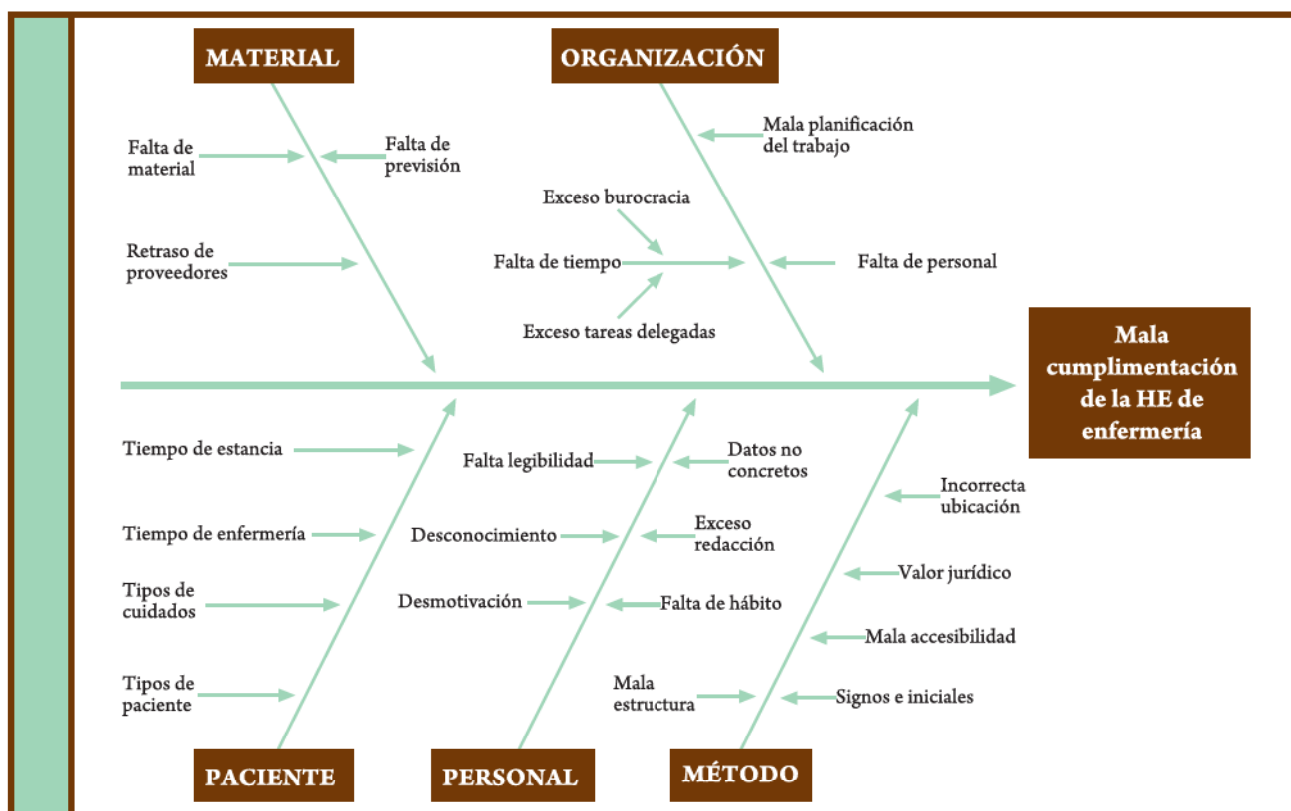 MATERIAL
ORGANIZACIÓN
Falta de
material
Falta de
previsión
Mala planificación
del trabajo
Exceso burocracia
Retraso de
proveedores
Falta de tiempo
Falta de personal
Exceso tareas delegadas
Mala
cumplimentación
de la HE de
enfermería
Tiempo de estancia
Falta legibilidad
Datos no
concretos
Incorrecta
ubicación
Tiempo de enfermería
Desconocimiento
Exceso
redacción
Valor jurídico
Tipos de
cuidados
Desmotivación
Falta de hábito
Mala accesibilidad
Tipos de
paciente
Mala
estructura
Signos e iniciales
PACIENTE
PERSONAL
MÉTODO